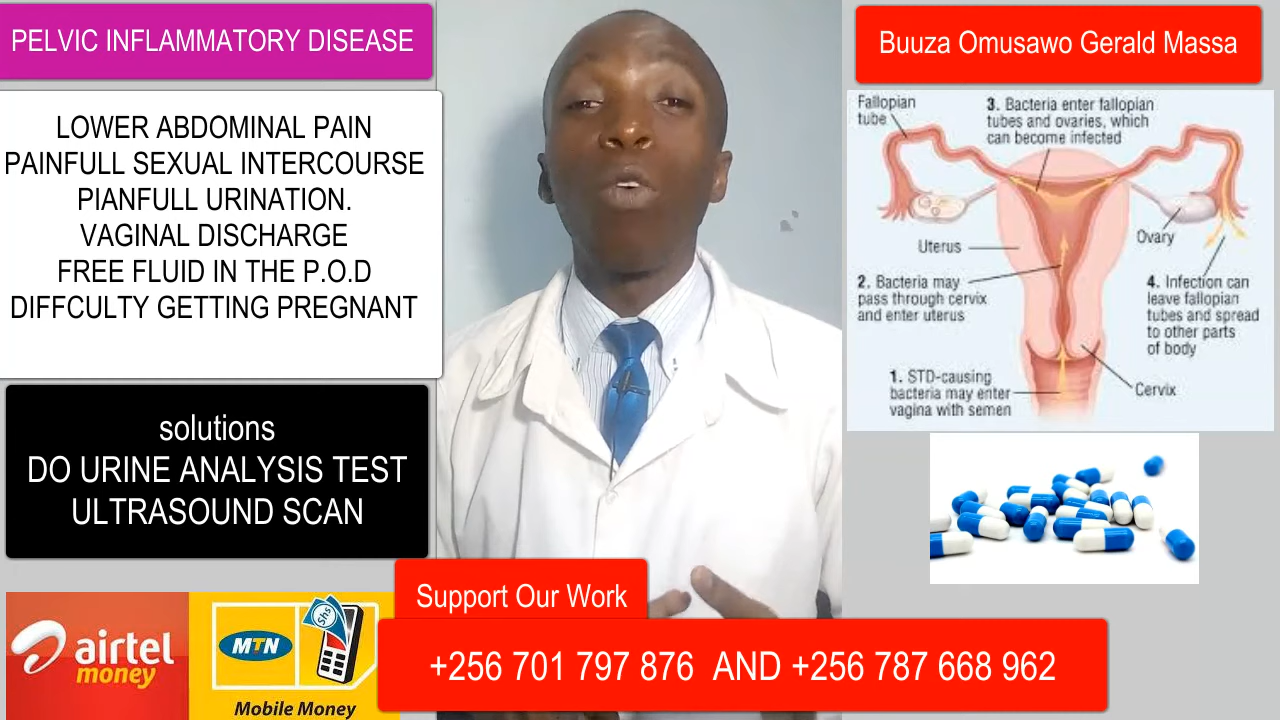 PELVIC INFLAMMATORY DISEASE
LOWER ABDOMINAL PAIN
PAINFULL SEXUAL INTERCOURSE
PIANFULL URINATION.
VAGINAL DISCHARGE
FREE FLUID IN THE P.O.D
DIFFCULTY GETTING PREGNANT
solutions
DO URINE ANALYSIS TEST
ULTRASOUND SCAN
airtel
money
MTN
Shs
Mobile Money
Support Our Work
+256 701 797 876 AND +256 787 668 962
Buuza Omusawo Gerald Massa
Fallopian
tube
3. Bacteria enter fallopian
tubes and ovaries, which
can become infected
Uterus
Ovary
2. Bacteria may
pass through cervix
and enter uterus
4. Infection can
leave fallopian
tubes and spread
to other parts
of body
1. STD-causing
bacteria may enter
vagina with semen
Cervix